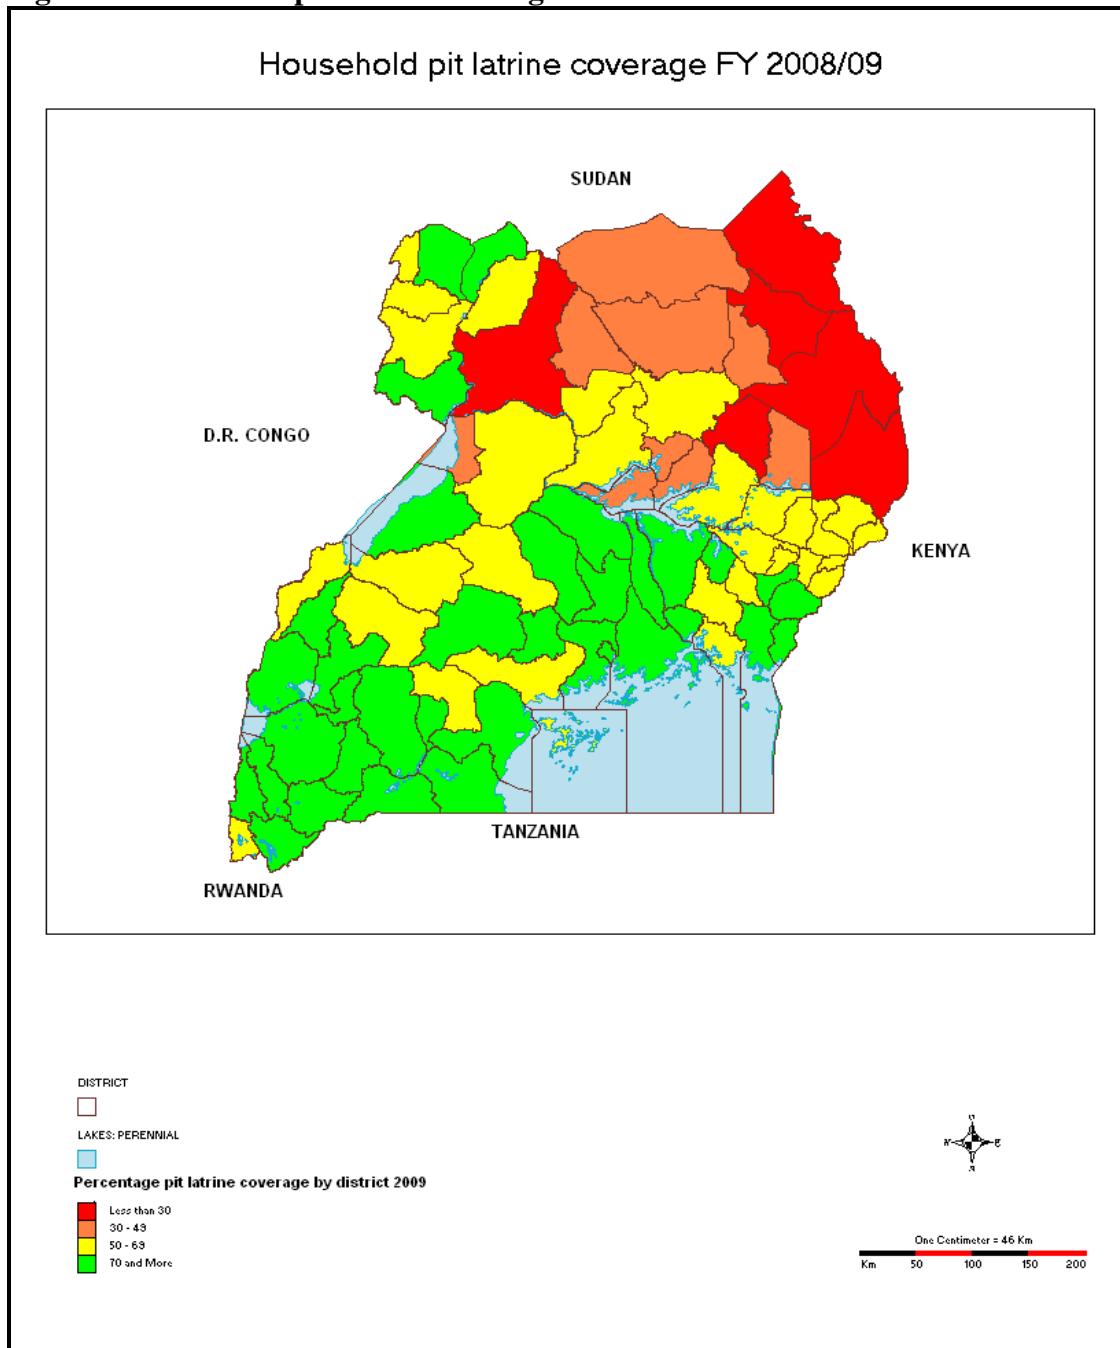 Household pit latrine coverage FY 2008/09
SUDAN
D.R. CONGO
KENYA
TANZANIA
RWANDA
DISTRICT
LAKES: PERENNIAL
Percentage pit latrine coverage by district 2009
Less than 30
30 - 49
50 - 69
70 and More
N
W
E
S
One Centimeter = 46 Km
Km 50 100 150 200